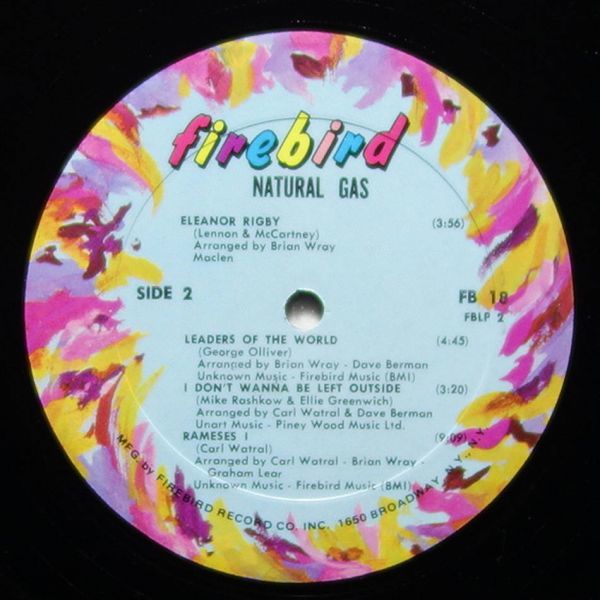 firebird
NATURAL GAS
ELEANOR RIGBY (3:56)
(Lennon & McCartney)
Arranged by Brian Wray
Maclen
SIDE 2 FB 18
FBLP 2
LEADERS OF THE WORLD (4:45)
(George Olliver)
Arranged by Brian Wray - Dave Berman
Unknown Music - Firebird Music (BMI)
I DON'T WANNA BE LEFT OUTSIDE (3:20)
(Mike Rashkow & Ellie Greenwich)
Arranged by Carl Watral & Dave Berman
Unart Music - Piney Wood Music Ltd.
RAMESES I (9:09)
(Carl Watral)
Arranged by Carl Watral - Brian Wray -
Graham Lear
Unknown Music - Firebird Music (BMI)
MFG. by FIREBIRD RECORD CO. INC. 1650 BROADWAY N.Y., N.Y.